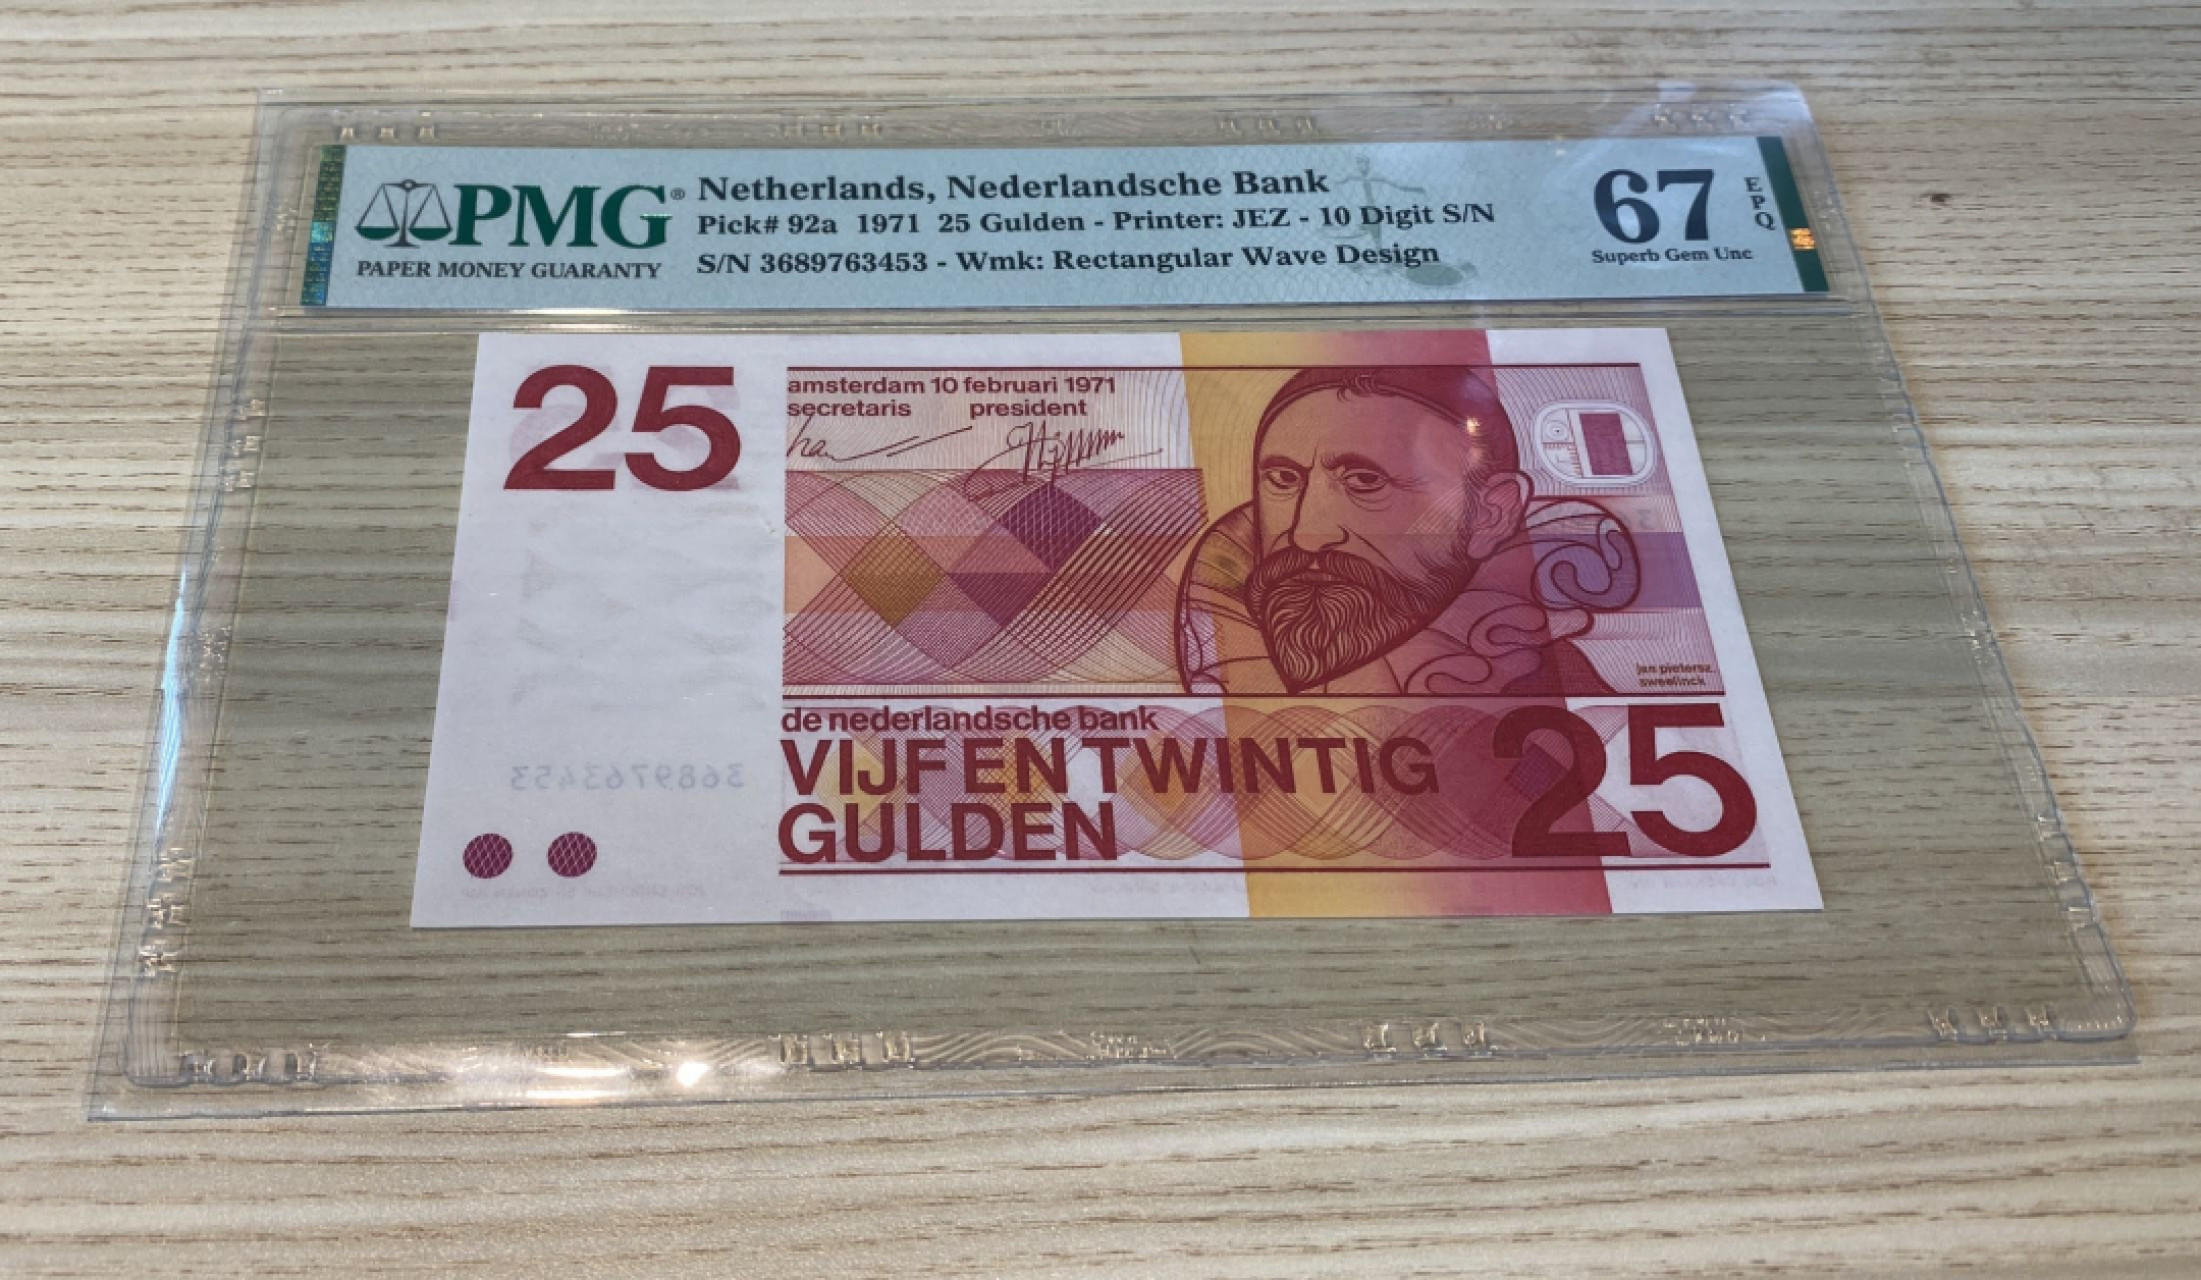 PMG®
PAPER MONEY GUARANTY
Netherlands, Nederlandsche Bank
Pick# 92a 1971 25 Gulden - Printer: JEZ - 10 Digit S/N
S/N 3689763453 - Wmk: Rectangular Wave Design
67
EPQ
Superb Gem Unc
25
amsterdam 10 februari 1971
secretaris president
jan pietersz.
sweelinck
de nederlandsche bank
VIJFENTWINTIG
GULDEN
25
3689763453